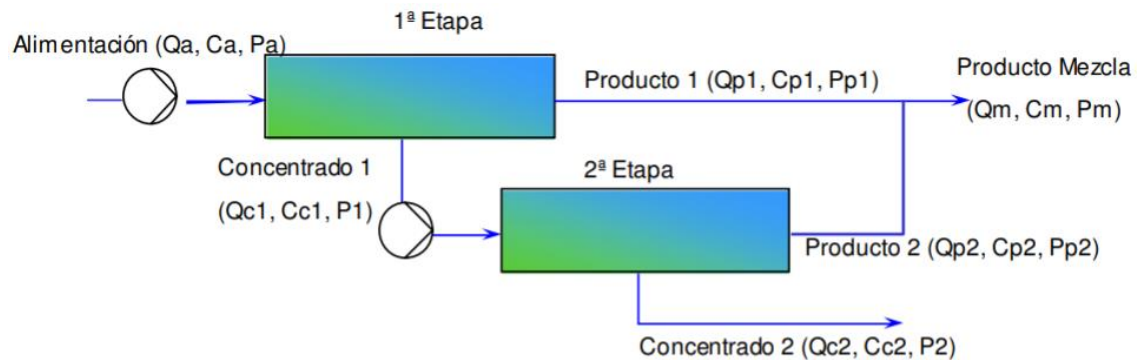 1ª Etapa
Alimentación (Qa, Ca, Pa)
Producto 1 (Qp1, Cp1, Pp1)
Producto Mezcla
(Qm, Cm, Pm)
Concentrado 1
(Qc1, Cc1, P1)
2ª Etapa
Producto 2 (Qp2, Cp2, Pp2)
Concentrado 2 (Qc2, Cc2, P2)